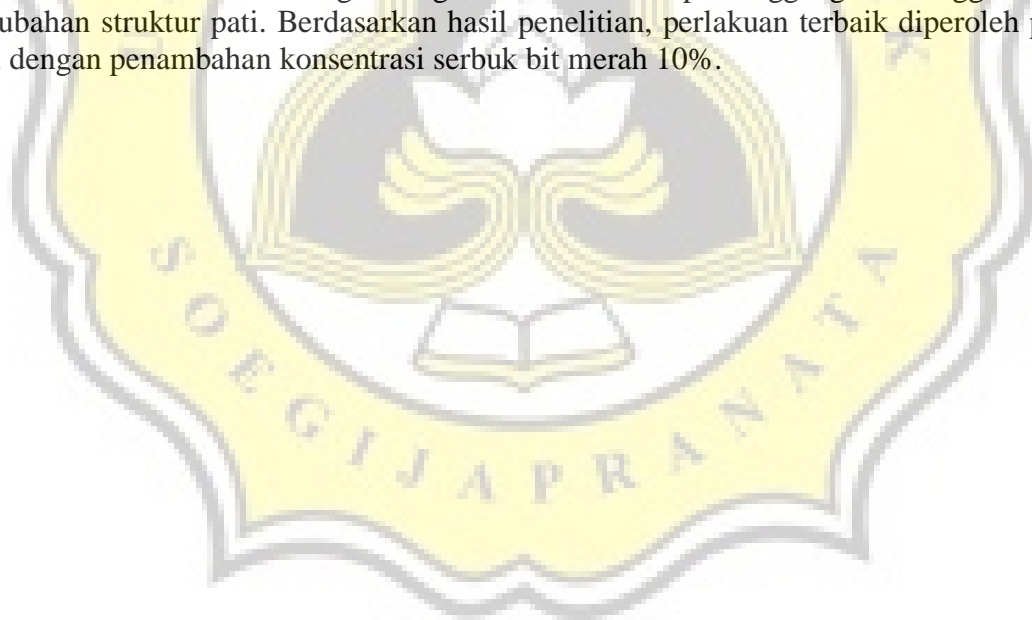 ubahan struktur pati. Berdasarkan hasil penelitian, perlakuan terbaik diperoleh
dengan penambahan konsentrasi serbuk bit merah 10%.
SOEGIJAPRANATA